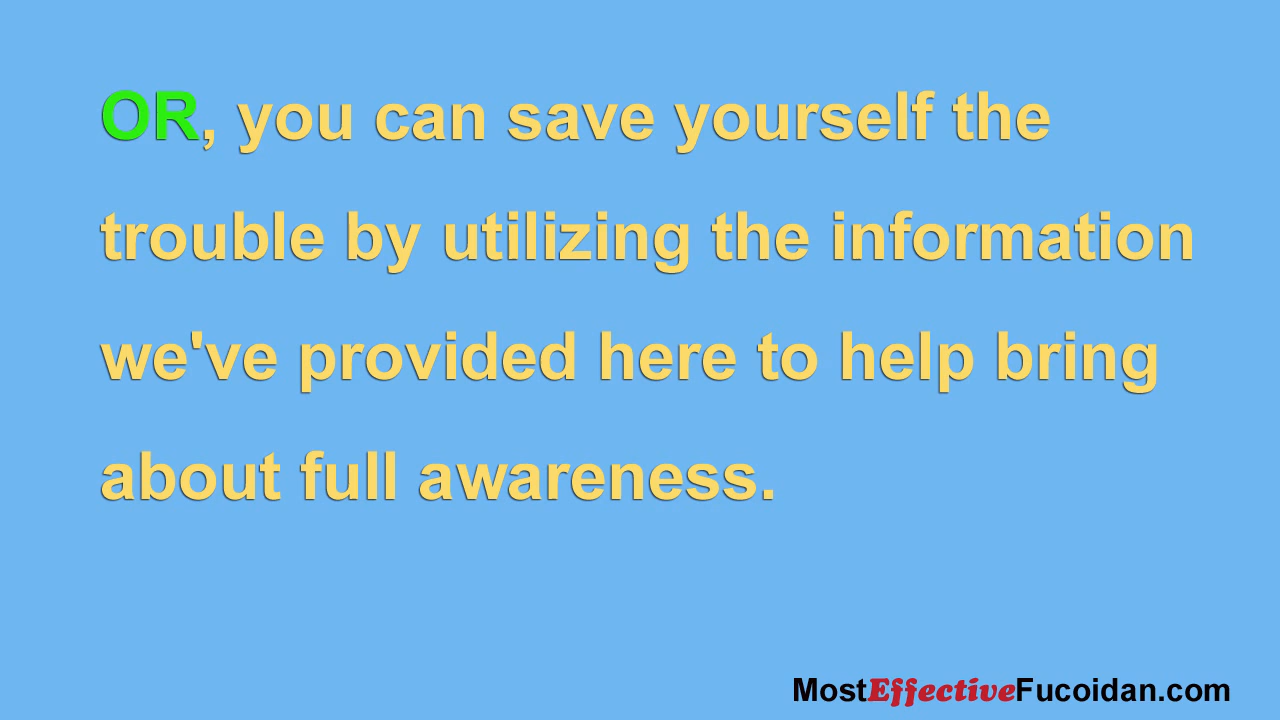 OR, you can save yourself the
trouble by utilizing the information
we've provided here to help bring
about full awareness.
MostEffectiveFucoidan.com